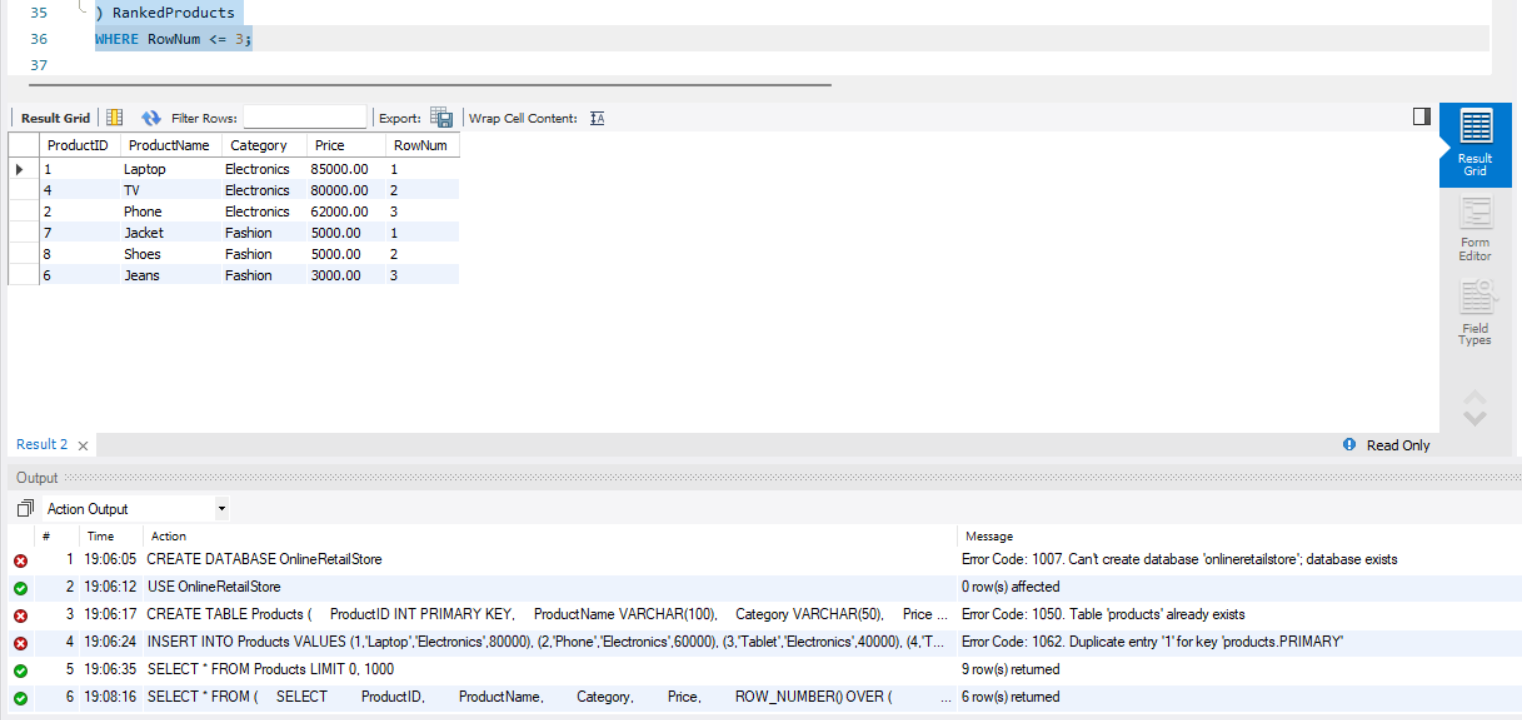 35 ) RankedProducts
36 WHERE RowNum <= 3;
37
Result Grid Filter Rows: Export: Wrap Cell Content:
ProductID ProductName Category Price RowNum
1 Laptop Electronics 85000.00 1
4 TV Electronics 80000.00 2
2 Phone Electronics 62000.00 3
7 Jacket Fashion 5000.00 1
8 Shoes Fashion 5000.00 2
6 Jeans Fashion 3000.00 3
Result
Grid
Form
Editor
Field
Types
Result 2 Read Only
Output
Action Output
# Time Action Message
1 19:06:05 CREATE DATABASE OnlineRetailStore Error Code: 1007. Can't create database 'onlineretailstore'; database exists
2 19:06:12 USE OnlineRetailStore 0 row(s) affected
3 19:06:17 CREATE TABLE Products ( ProductID INT PRIMARY KEY, ProductName VARCHAR(100), Category VARCHAR(50), Price ... Error Code: 1050. Table 'products' already exists
4 19:06:24 INSERT INTO Products VALUES (1,'Laptop','Electronics',80000), (2,'Phone','Electronics',60000), (3,'Tablet','Electronics',40000), (4,'T... Error Code: 1062. Duplicate entry '1' for key 'products.PRIMARY'
5 19:06:35 SELECT * FROM Products LIMIT 0, 1000 9 row(s) returned
6 19:08:16 SELECT * FROM ( SELECT ProductID, ProductName, Category, Price, ROW_NUMBER() OVER ( ... 6 row(s) returned